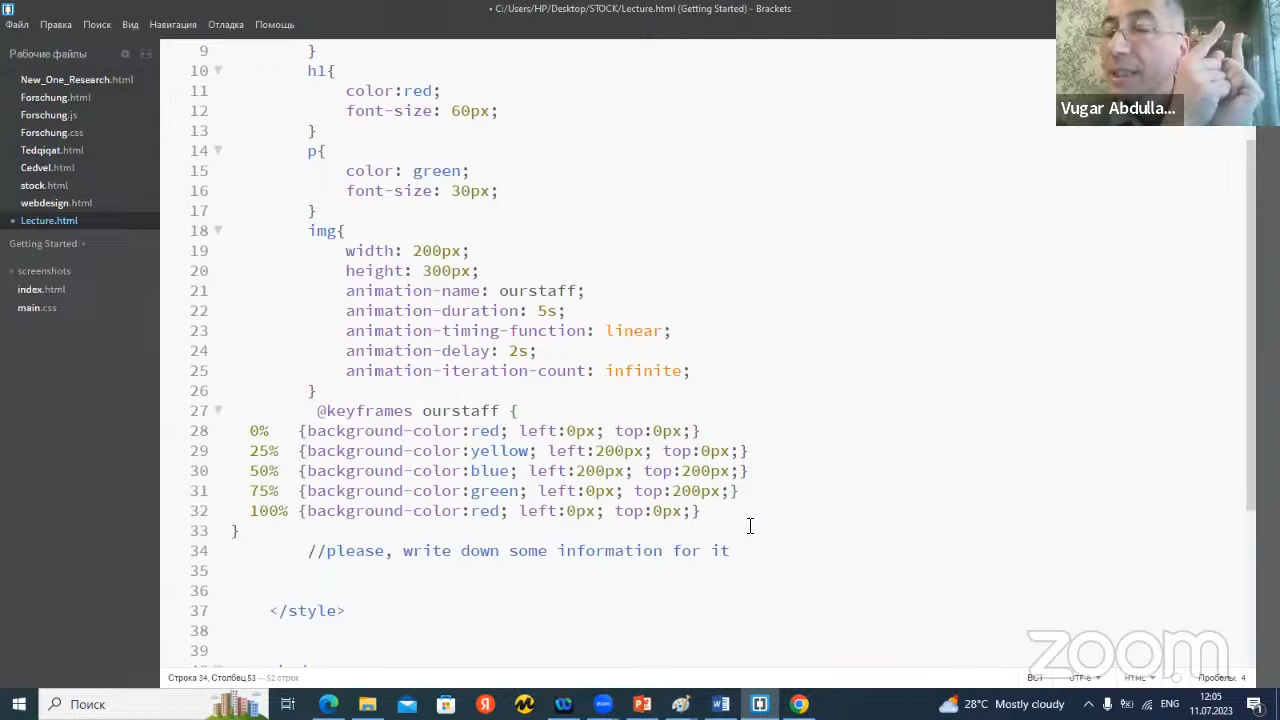 • C:/Users/HP/Desktop/STOCK/Lecture.html (Getting Started) - Brackets
Файл Правка Поиск Вид Навигация Отладка Помощь
Рабочие файлы
New_One_Research.html
Forschung.html
Forschung.js
Forschung.css
Tedqiqat.html
Cedvel.html
stock.html
webdesign.html
Lecture.html
Getting Started
screenshots
index.html
main.css
9 }
10 h1{
11 color:red;
12 font-size: 60px;
13 }
14 p{
15 color: green;
16 font-size: 30px;
17 }
18 img{
19 width: 200px;
20 height: 300px;
21 animation-name: ourstaff;
22 animation-duration: 5s;
23 animation-timing-function: linear;
24 animation-delay: 2s;
25 animation-iteration-count: infinite;
26 }
27 @keyframes ourstaff {
28 0% {background-color:red; left:0px; top:0px;}
29 25% {background-color:yellow; left:200px; top:0px;}
30 50% {background-color:blue; left:200px; top:200px;}
31 75% {background-color:green; left:0px; top:200px;}
32 100% {background-color:red; left:0px; top:0px;}
33 }
34 //please, write down some information for it
35
36
37 </style>
38
39
Vugar Abdulla...
zoom
Строка 34, Столбец 53 — 52 строк
ВСТ UTF-8 HTML Пробелы: 4
Поиск
28°C Mostly cloudy
ENG
12:05
11.07.2023